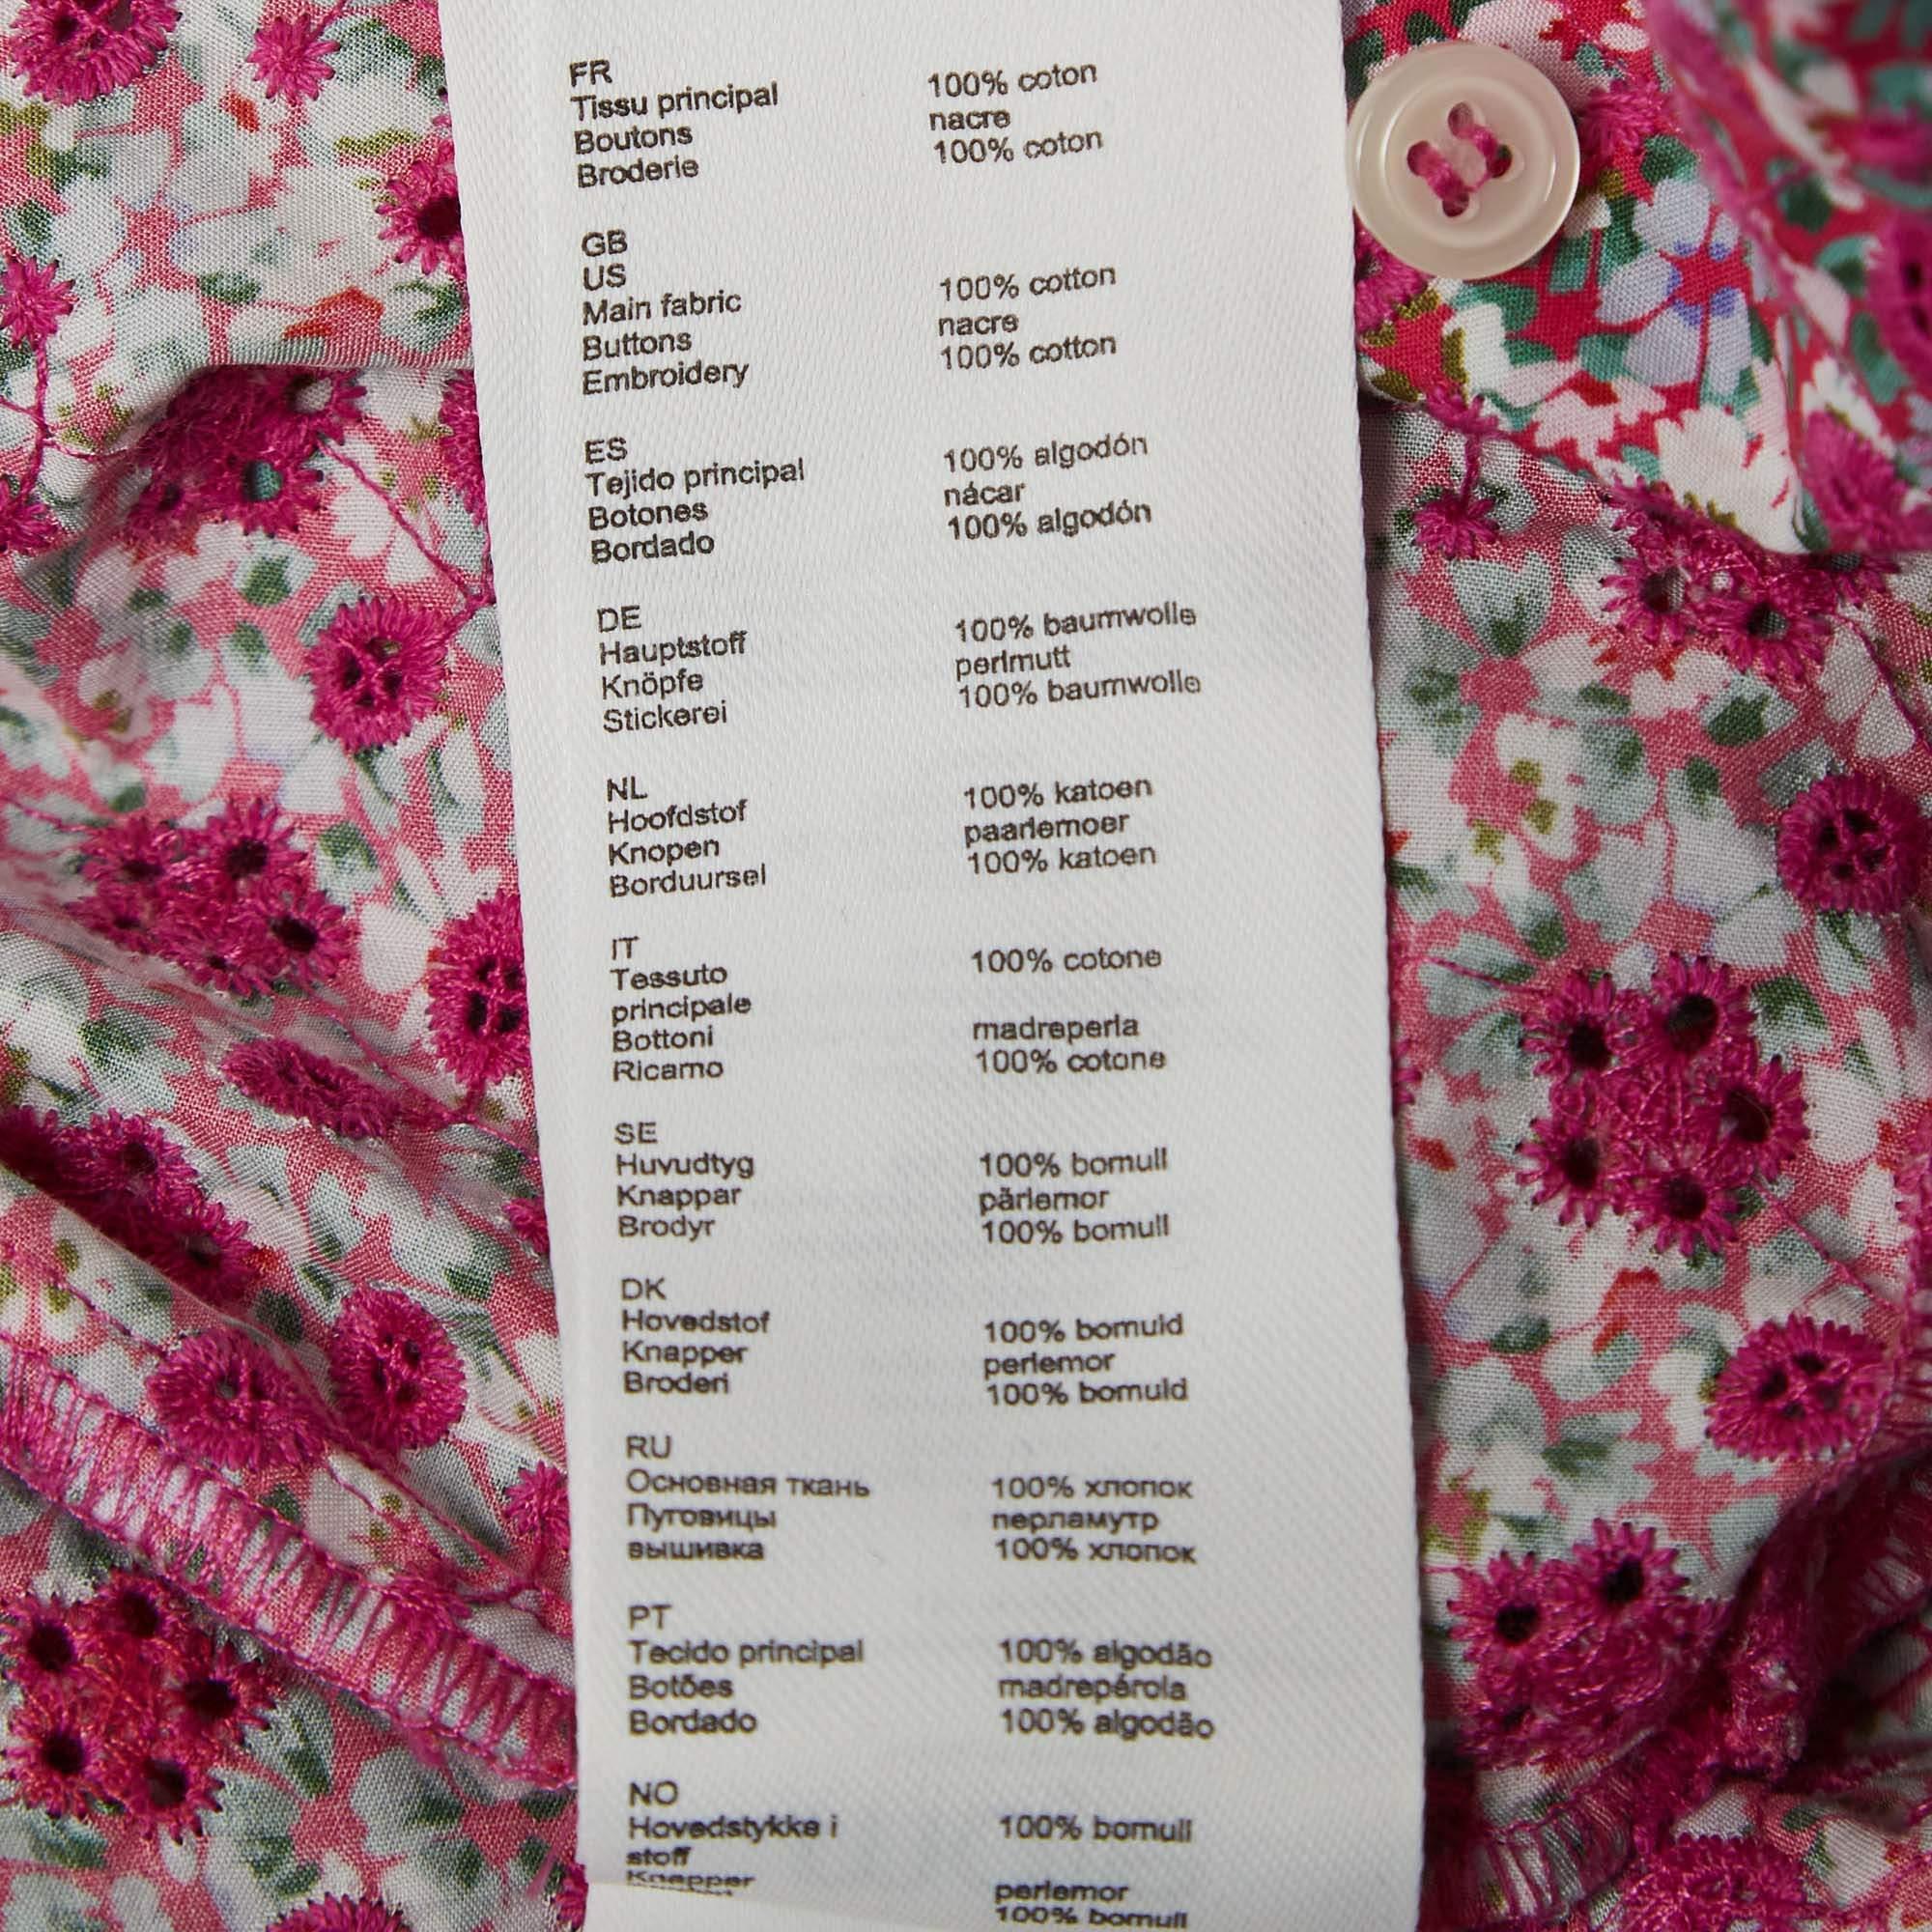 FR
Tissu principal 100% coton
Boutons nacre
Broderie 100% coton
GB
US
Main fabric 100% cotton
Buttons nacre
Embroidery 100% cotton
ES
Tejido principal 100% algodón
Botones nácar
Bordado 100% algodón
DE
Hauptstoff 100% baumwolle
Knöpfe perlmutt
Stickerei 100% baumwolle
NL
Hoofdstof 100% katoen
Knopen paarlemoer
Borduursel 100% katoen
IT
Tessuto 100% cotone
principale
Bottoni madreperla
Ricamo 100% cotone
SE
Huvudtyg 100% bomull
Knappar pärlemor
Brodyr 100% bomull
DK
Hovedstof 100% bomuld
Knapper perlemor
Broderi 100% bomuld
RU
Основная ткань 100% хлопок
Пуговицы перламутр
вышивка 100% хлопок
PT
Tecido principal 100% algodão
Botões madrepérola
Bordado 100% algodão
NO
Hovedstykke i 100% bomull
stoff
Knapper perlemor
100% bomull